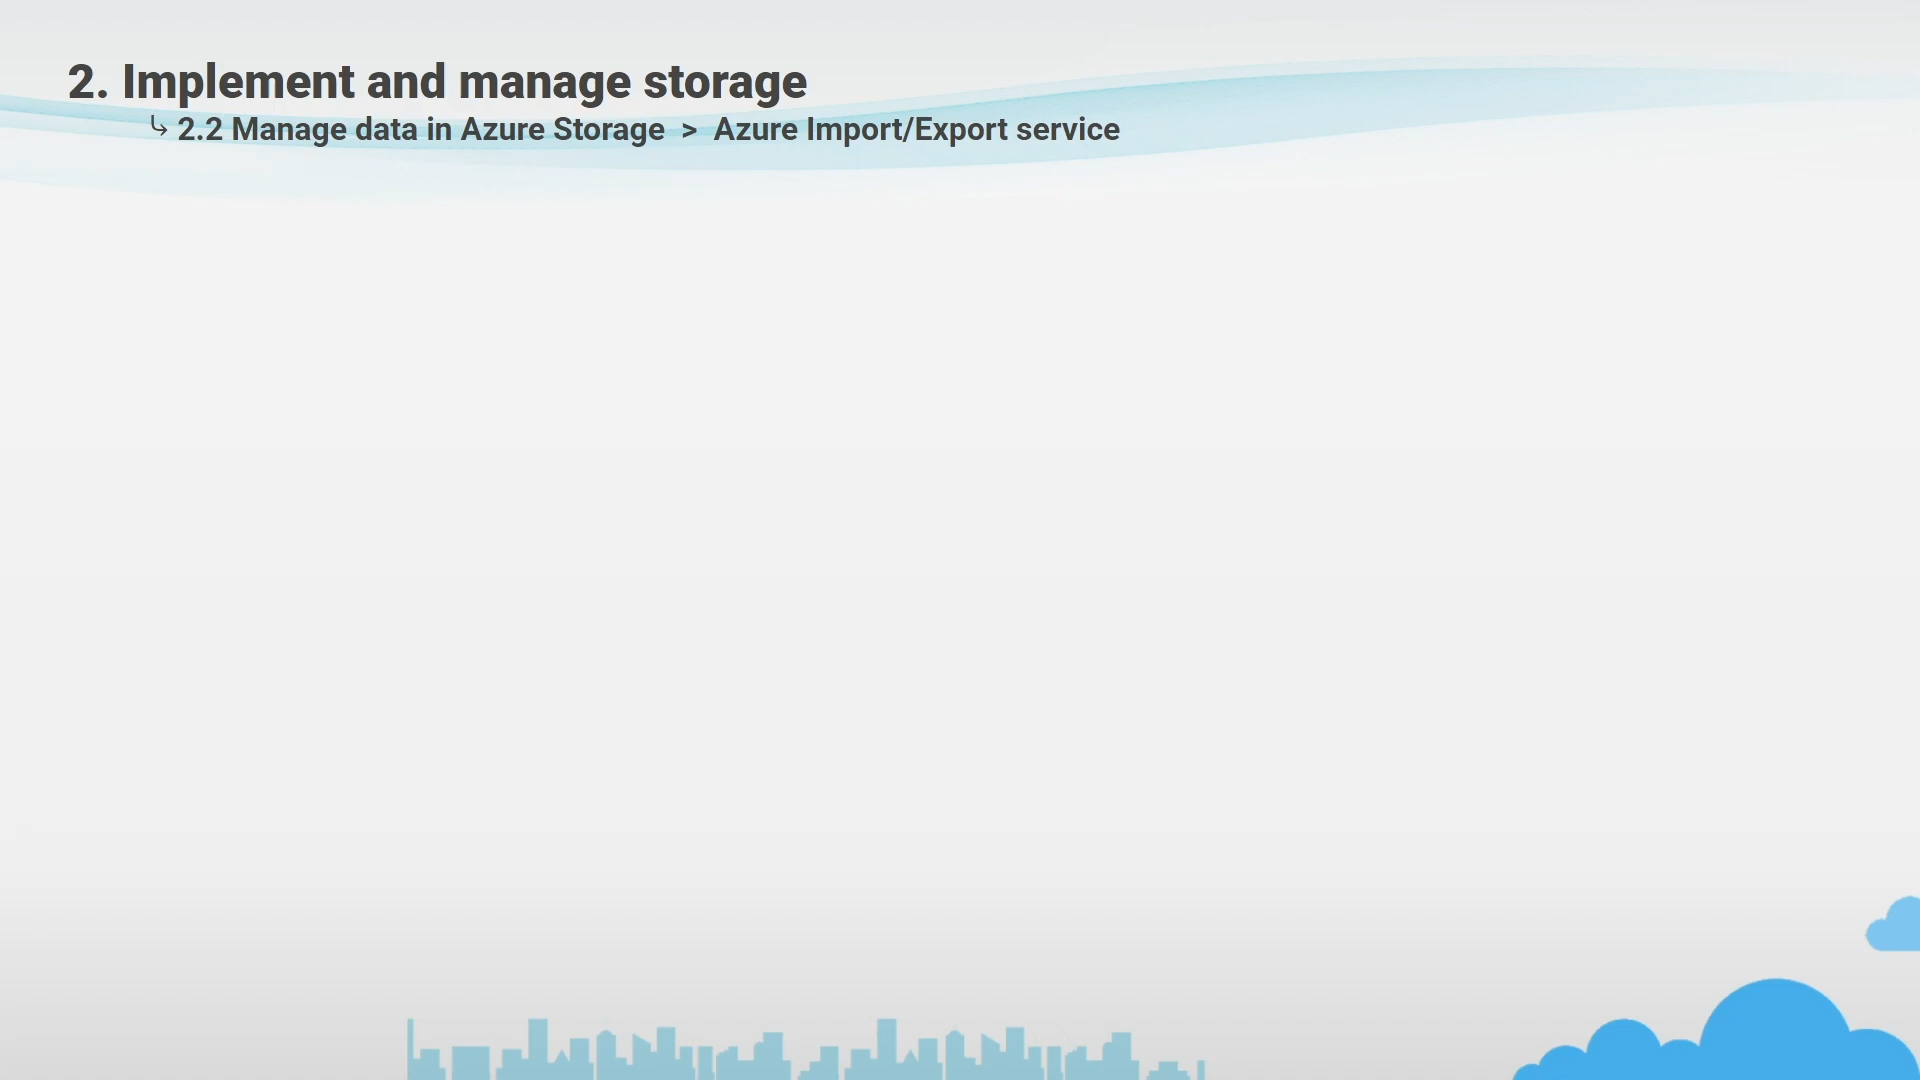 2. Implement and manage storage
⤷ 2.2 Manage data in Azure Storage > Azure Import/Export service